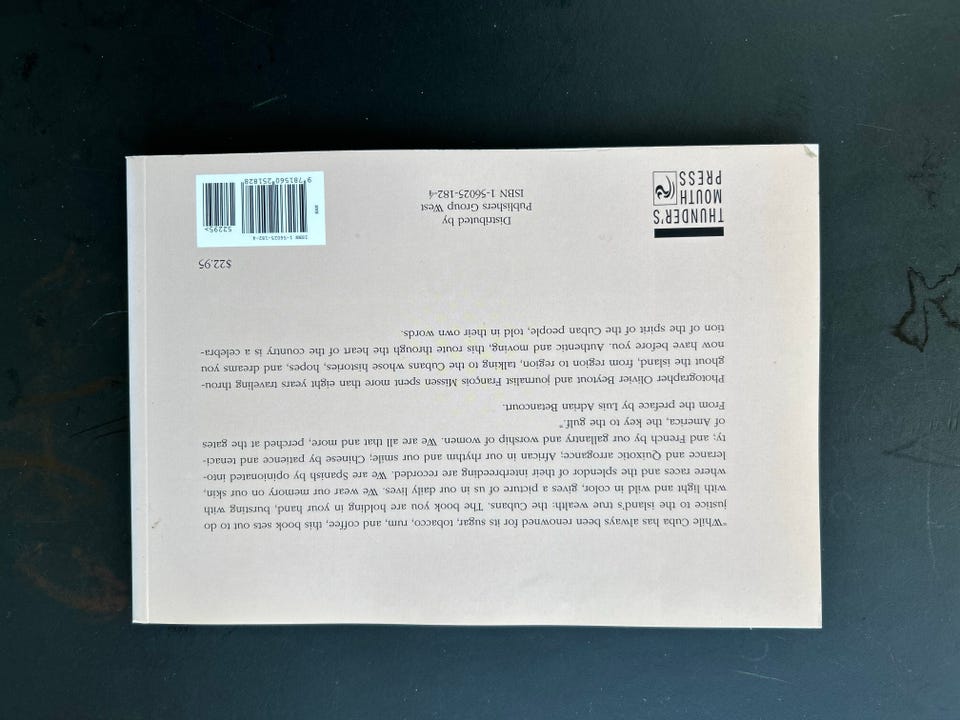 "While Cuba has always been renowned for its sugar, tobacco, rum, and coffee, this book sets out to do
justice to the island's true wealth: the Cubans. The book you are holding in your hand, bursting with
with light and wild in color, gives a picture of us in our daily lives. We wear our memory on our skin,
where races and the splendor of their interbreeding are recorded. We are Spanish by opinionated into-
lerance and Quixotic arrogance; African in our rhythm and our smile; Chinese by patience and tenaci-
ty; and French by our gallantry and worship of women. We are all that and more, perched at the gates
of America, the key to the gulf."
From the preface by Luis Adrian Betancourt.
Photographer Olivier Beytout and journalist François Missen spent more than eight years traveling throu-
ghout the island, from region to region, talking to the Cubans whose histories, hopes, and dreams you
now have before you. Authentic and moving, this route through the heart of the country is a celebra-
tion of the spirit of the Cuban people, told in their own words.
$22.95
THUNDER'S
MOUTH
PRESS
Distributed by
Publishers Group West
ISBN 1-56025-182-4
ISBN 1-56025-182-4
52295>
9 781560 251828